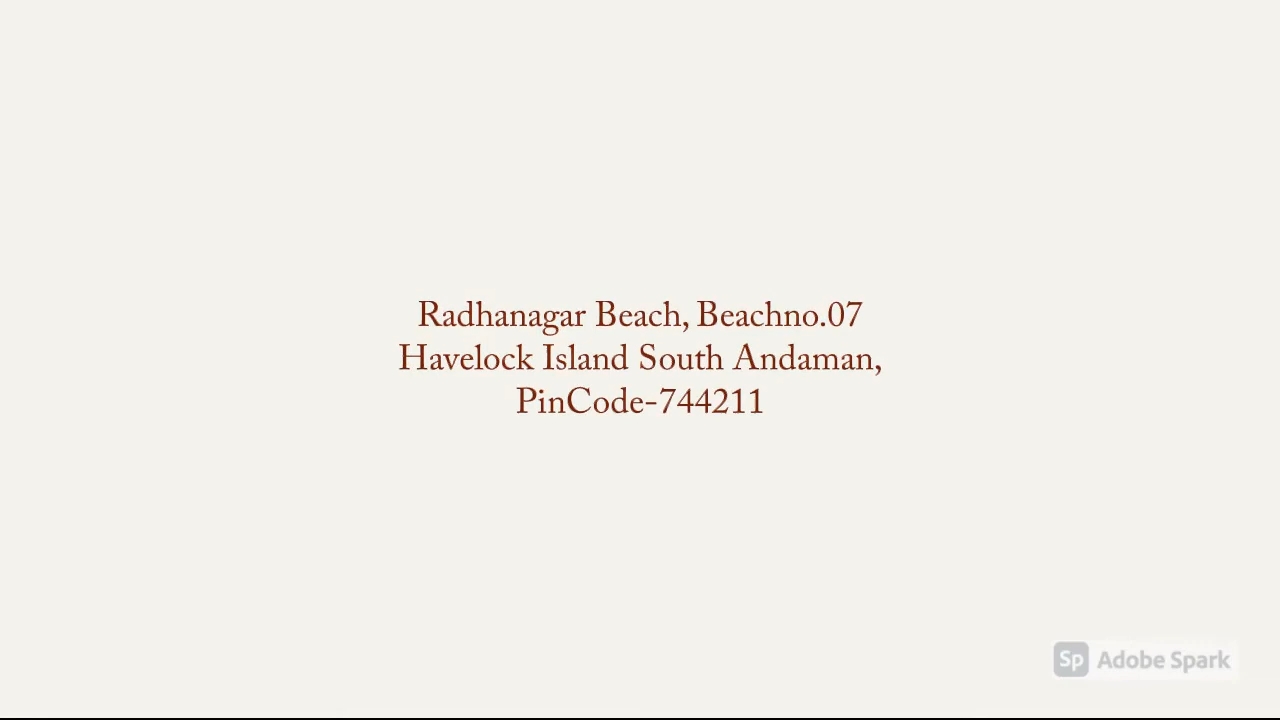 Radhanagar Beach, Beachno.07
Havelock Island South Andaman,
PinCode-744211
Sp Adobe Spark